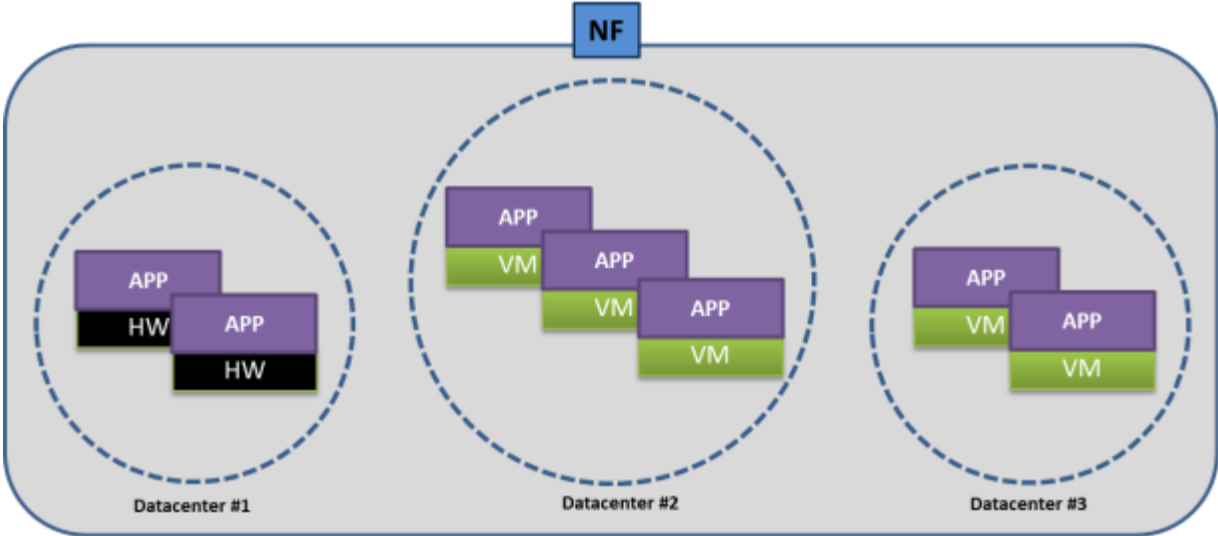 NF
APP
HW
APP
HW
Datacenter #1
APP
VM
APP
VM
APP
VM
Datacenter #2
APP
VM
APP
VM
Datacenter #3